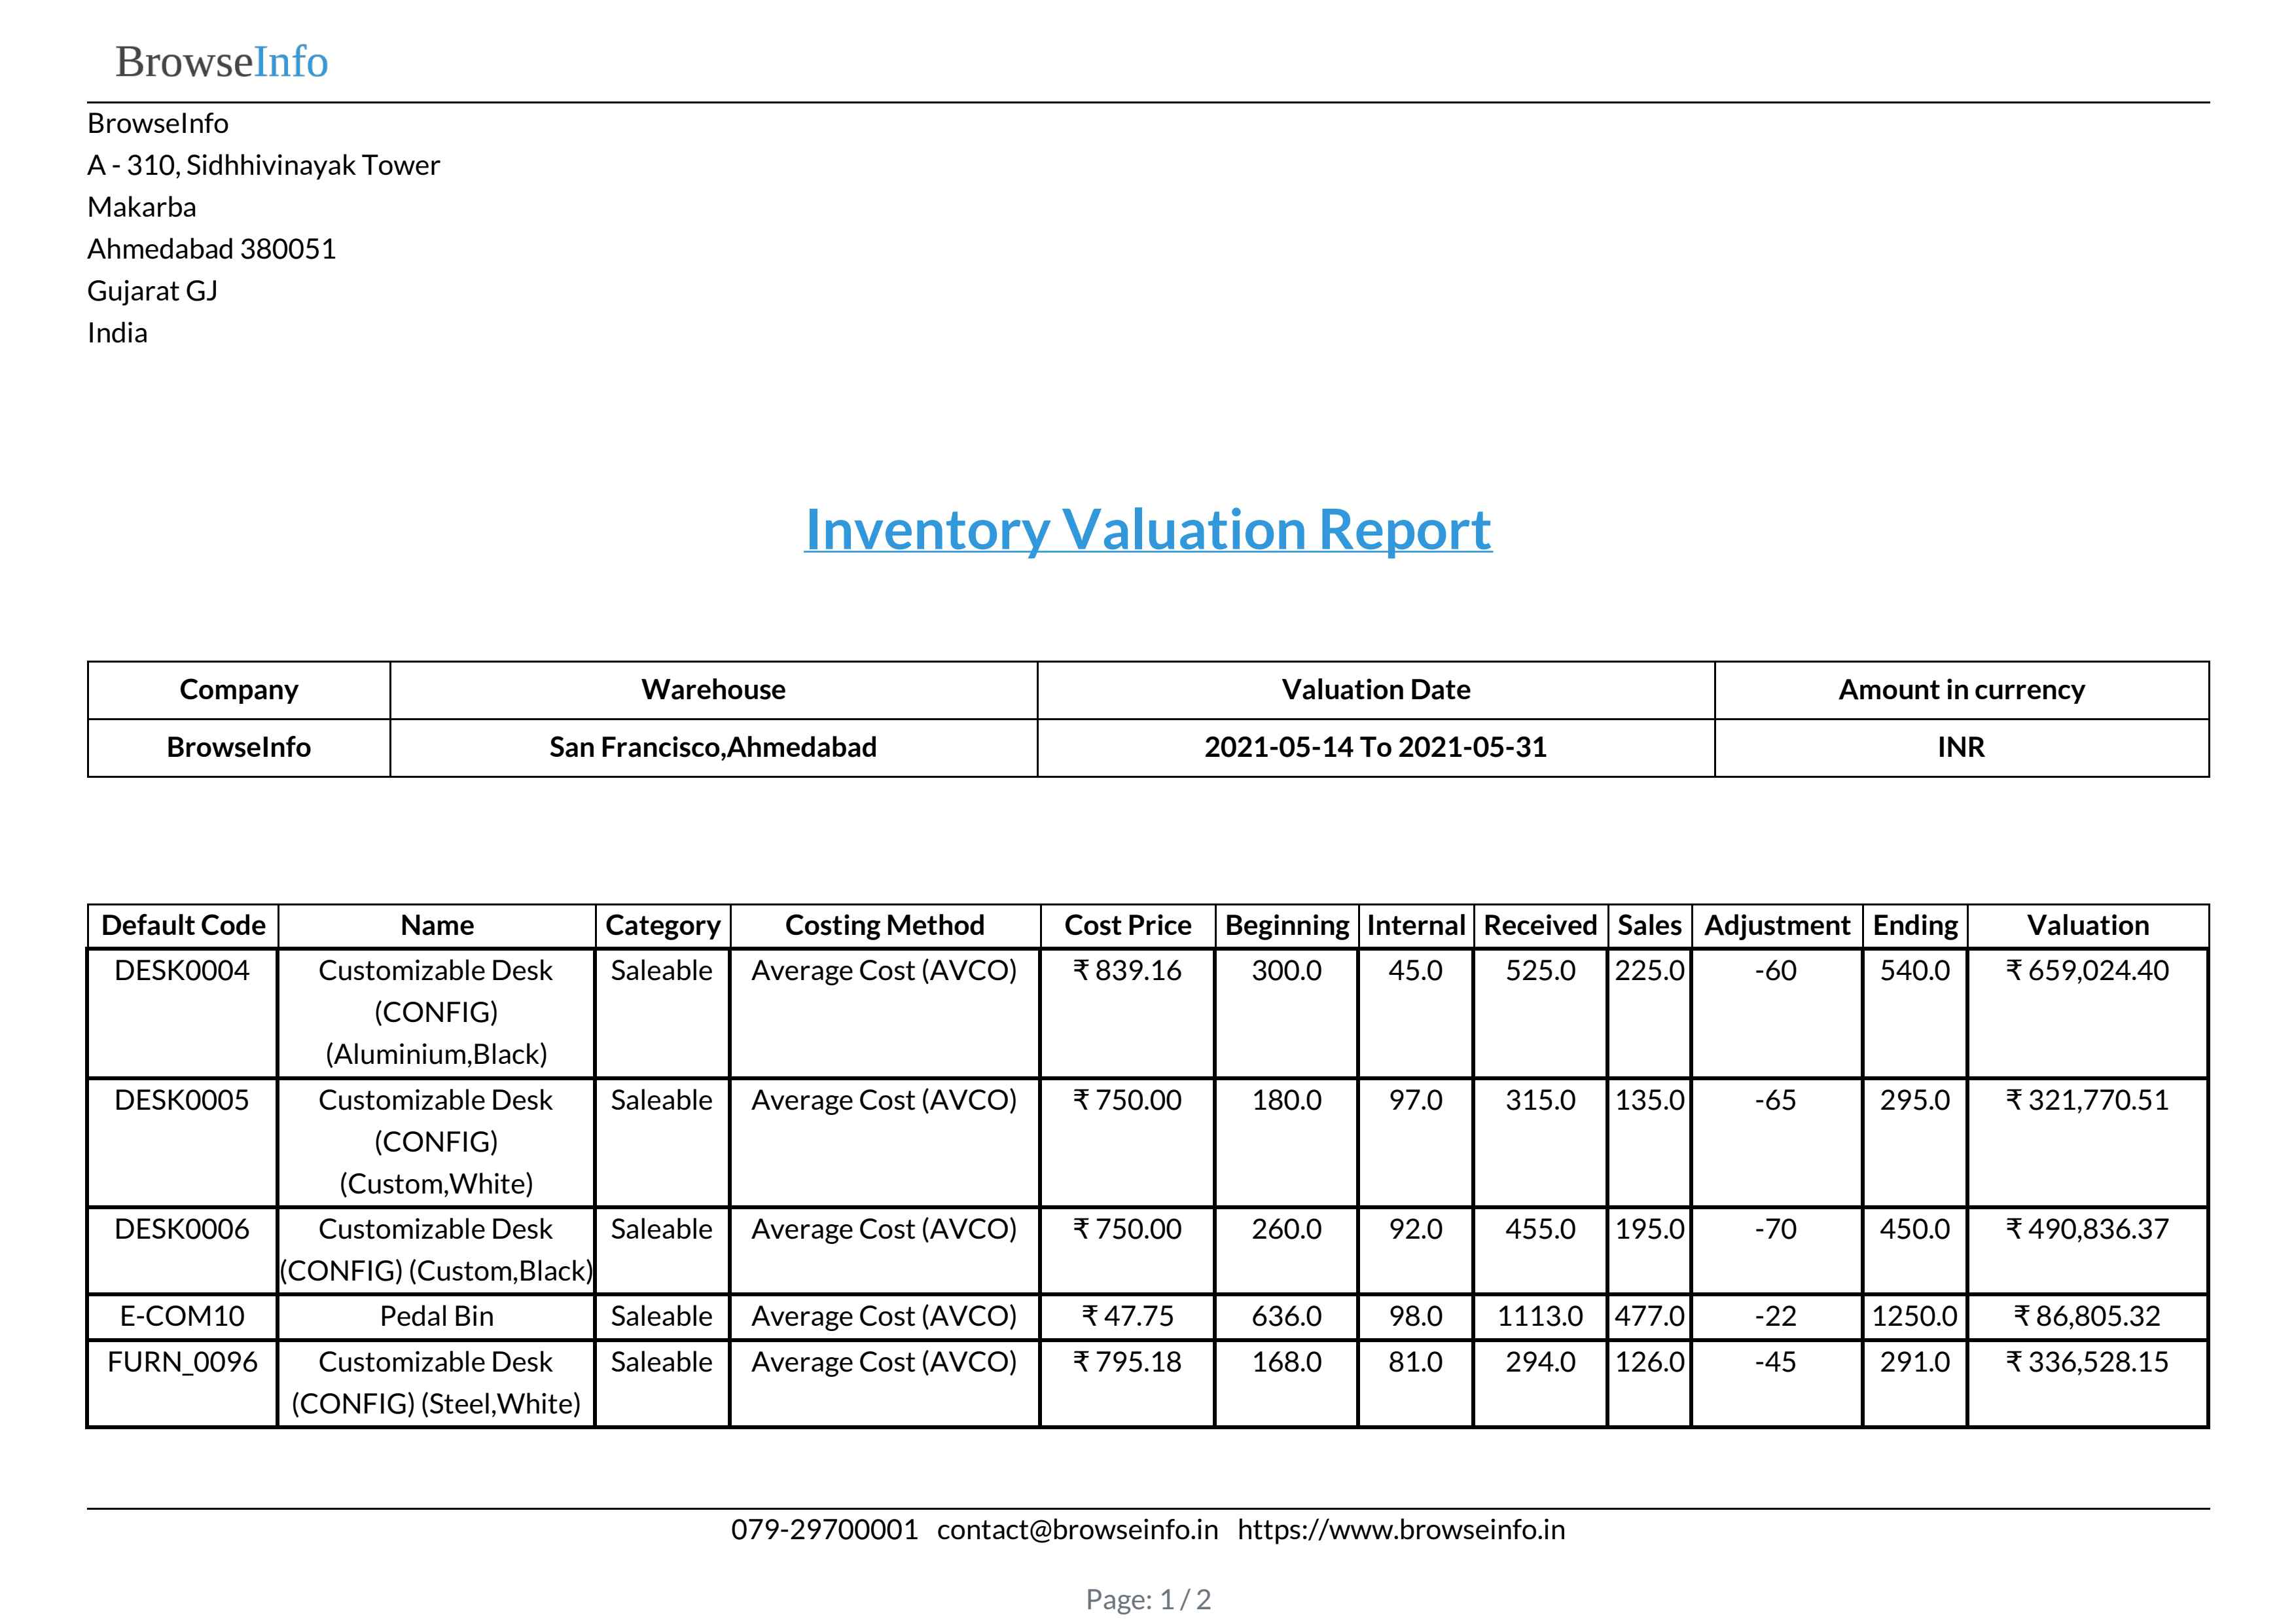 BrowseInfo
BrowseInfo
A - 310, Sidhhivinayak Tower
Makarba
Ahmedabad 380051
Gujarat GJ
India
Inventory Valuation Report
Company Warehouse Valuation Date Amount in currency
BrowseInfo San Francisco,Ahmedabad 2021-05-14 To 2021-05-31 INR
Default Code Name Category Costing Method Cost Price Beginning Internal Received Sales Adjustment Ending Valuation
DESK0004 Customizable Desk Saleable Average Cost (AVCO) ₹ 839.16 300.0 45.0 525.0 225.0 -60 540.0 ₹ 659,024.40
(CONFIG)
(Aluminium,Black)
DESK0005 Customizable Desk Saleable Average Cost (AVCO) ₹ 750.00 180.0 97.0 315.0 135.0 -65 295.0 ₹ 321,770.51
(CONFIG)
(Custom,White)
DESK0006 Customizable Desk Saleable Average Cost (AVCO) ₹ 750.00 260.0 92.0 455.0 195.0 -70 450.0 ₹ 490,836.37
(CONFIG) (Custom,Black)
E-COM10 Pedal Bin Saleable Average Cost (AVCO) ₹ 47.75 636.0 98.0 1113.0 477.0 -22 1250.0 ₹ 86,805.32
FURN_0096 Customizable Desk Saleable Average Cost (AVCO) ₹ 795.18 168.0 81.0 294.0 126.0 -45 291.0 ₹ 336,528.15
(CONFIG) (Steel,White)
079-29700001 contact@browseinfo.in https://www.browseinfo.in
Page: 1 / 2